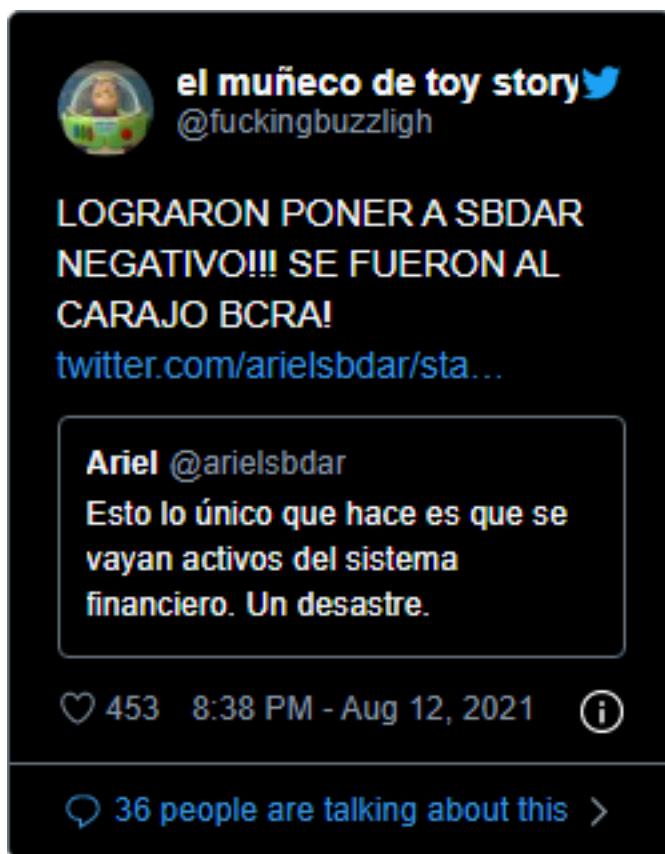 el muñeco de toy story
@fuckingbuzzligh
LOGRARON PONER A SBDAR
NEGATIVO!!! SE FUERON AL
CARAJO BCRA!
twitter.com/arielsbdar/sta…
Ariel @arielsbdar
Esto lo único que hace es que se
vayan activos del sistema
financiero. Un desastre.
453 8:38 PM - Aug 12, 2021
36 people are talking about this